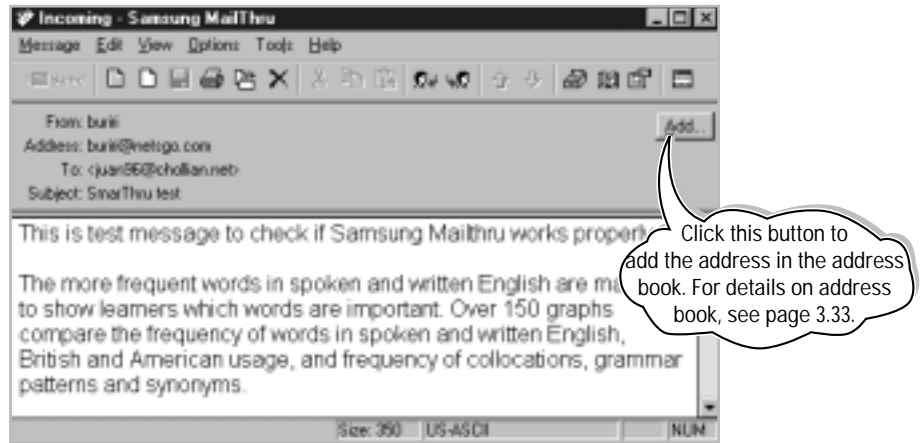 Incoming - Samsung MailThru
Message Edit View Options Tools Help
Send
From: buriii
Add...
Address: buriii@netsgo.com
To: <juan96@chollian.net>
Subject: SmarThru test
This is test message to check if Samsung Mailthru works properly
The more frequent words in spoken and written English are
to show learners which words are important. Over 150 graphs
compare the frequency of words in spoken and written English,
British and American usage, and frequency of collocations, grammar
patterns and synonyms.
Click this button to
add the address in the address
book. For details on address
book, see page 3.33.
Size: 350 US-ASCII NUM